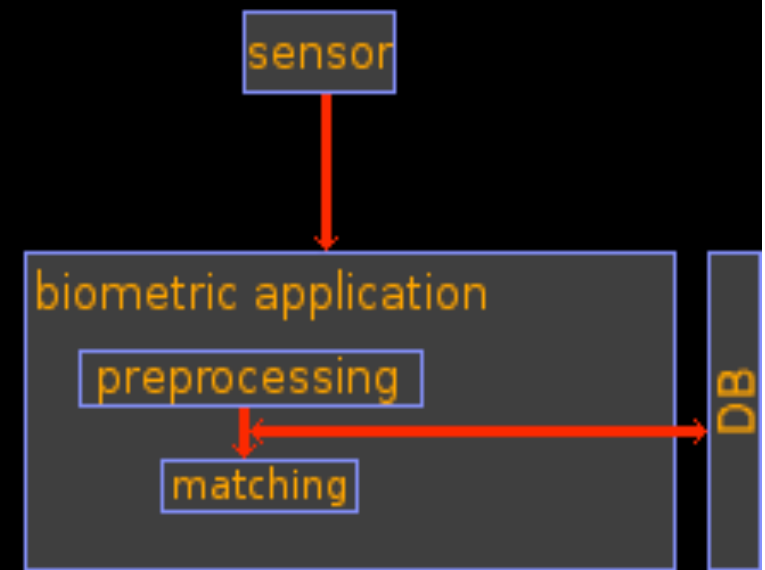 sensor
biometric application
preprocessing
DB
matching